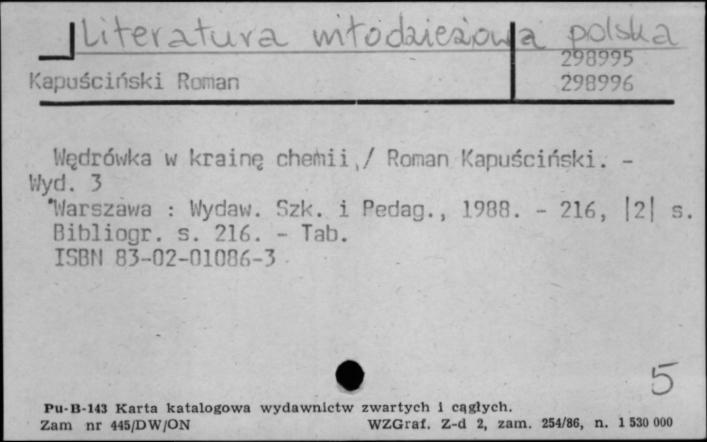 Literatura młodzieżowa polska
298995
Kapuściński Roman
298996
Wędrówka w krainę chemii / Roman Kapuściński. -
Wyd. 3
Warszawa : Wydaw. Szk. i Pedag., 1988. - 216, |2| s.
Bibliogr. s. 216. - Tab.
ISBN 83-02-01086-3
5
Pu-B-143 Karta katalogowa wydawnictw zwartych i ciągłych.
Zam nr 445/DW/ON WZGraf. Z-d 2, zam. 254/86, n. 1 530 000